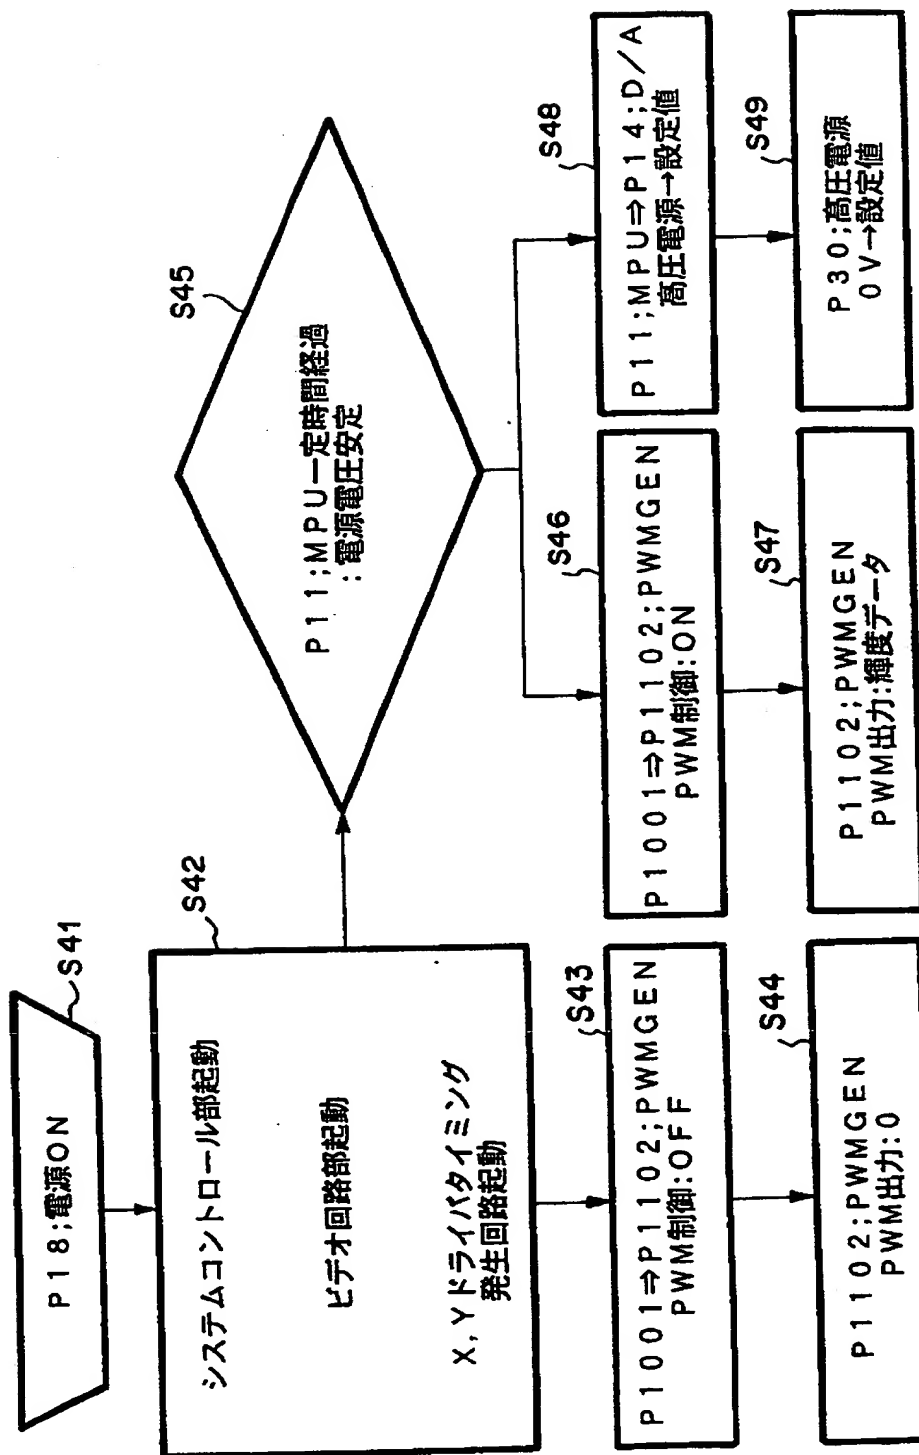 P18;電源ON
S41
システムコントロール部起動
ビデオ回路部起動
X,Yドライバタイミング
発生回路起動
S42
P1001⇒P1102;PWMGEN
PWM制御:OFF
S43
P1102;PWMGEN
PWM出力:0
S44
P11;MPU一定時間経過
:電源電圧安定
S45
P1001⇒P1102;PWMGEN
PWM制御:ON
S46
P1102;PWMGEN
PWM出力:輝度データ
S47
P11;MPU⇒P14;D/A
高圧電源→設定値
S48
P30;高圧電源
0V→設定値
S49